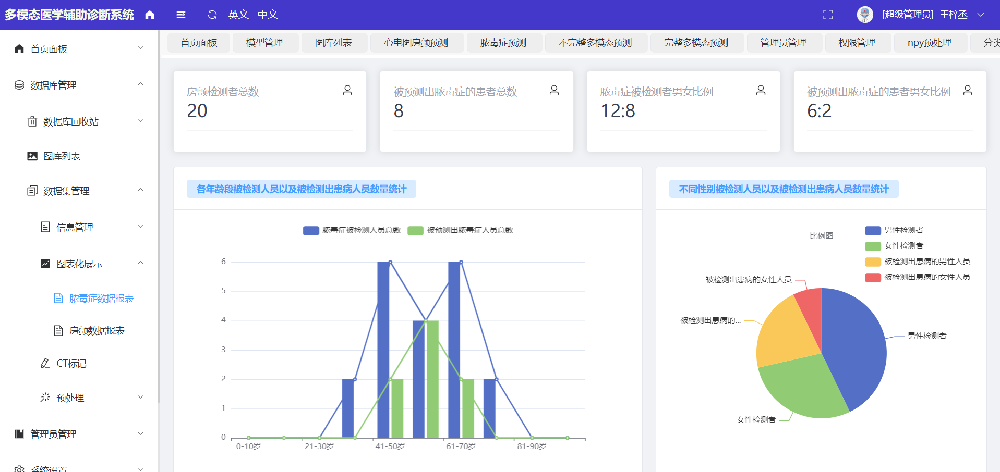 多模态医学辅助诊断系统
英文 中文
[超级管理员] 王梓丞
首页面板
数据库管理
数据库回收站
图库列表
数据集管理
信息管理
图表化展示
脓毒症数据报表
房颤数据报表
CT标记
预处理
管理员管理
系统设置
首页面板 模型管理 图库列表 心电图房颤预测 脓毒症预测 不完整多模态预测 完整多模态预测 管理员管理 权限管理 npy预处理 分类
房颤检测者总数
20
被预测出脓毒症的患者总数
8
脓毒症被检测者男女比例
12:8
被预测出脓毒症的患者男女比例
6:2
各年龄段被检测人员以及被检测出患病人员数量统计
脓毒症被检测人员总数 被预测出脓毒症人员总数
6
5
4
3
2
1
0
0-10岁 21-30岁 41-50岁 61-70岁 81-90岁
不同性别被检测人员以及被检测出患病人员数量统计
比例图
男性检测者
女性检测者
被检测出患病的男性人员
被检测出患病的女性人员
被检测出患病的女性人员
被检测出患病的...
男性检测者
女性检测者